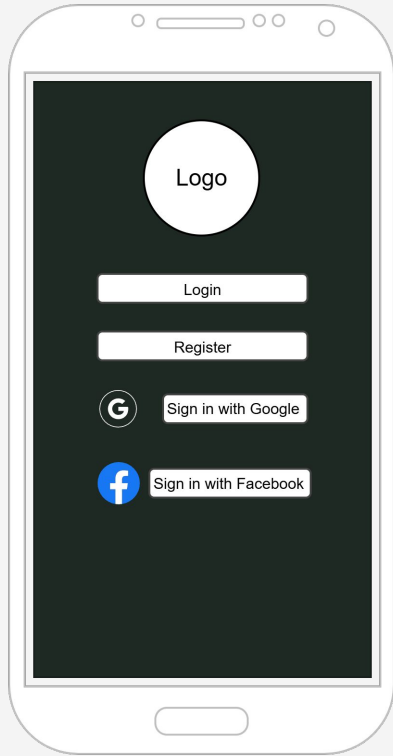 Logo
Login
Register
G
Sign in with Google
f
Sign in with Facebook